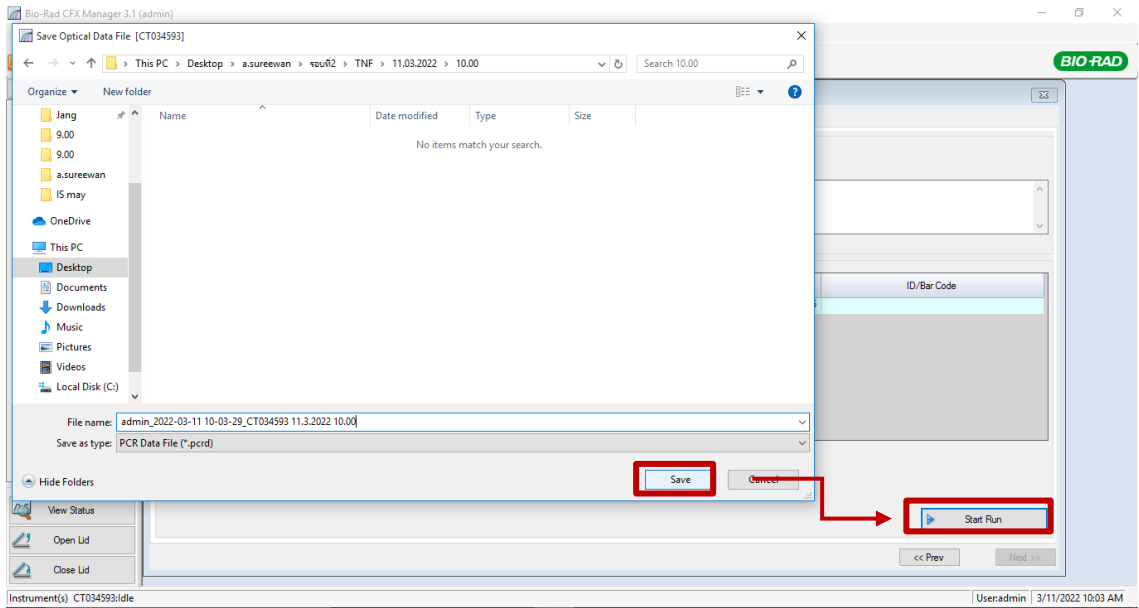 Bio-Rad CFX Manager 3.1 (admin)
Save Optical Data File [CT034593]
This PC > Desktop > a.sureewan > รอบที่2 > TNF > 11.03.2022 > 10.00
Search 10.00
BIO-RAD
Organize
New folder
Name
Date modified
Type
Size
No items match your search.
Jang
9.00
9.00
a.sureewan
IS may
OneDrive
This PC
Desktop
Documents
Downloads
Music
Pictures
Videos
Local Disk (C:)
ID/Bar Code
File name: admin_2022-03-11 10-03-29_CT034593 11.3.2022 10.00
Save as type: PCR Data File (*.pcrd)
Hide Folders
Save
Cancel
View Status
Open Lid
Close Lid
Start Run
<< Prev
Next >>
Instrument(s) CT034593:Idle
User:admin
3/11/2022 10:03 AM